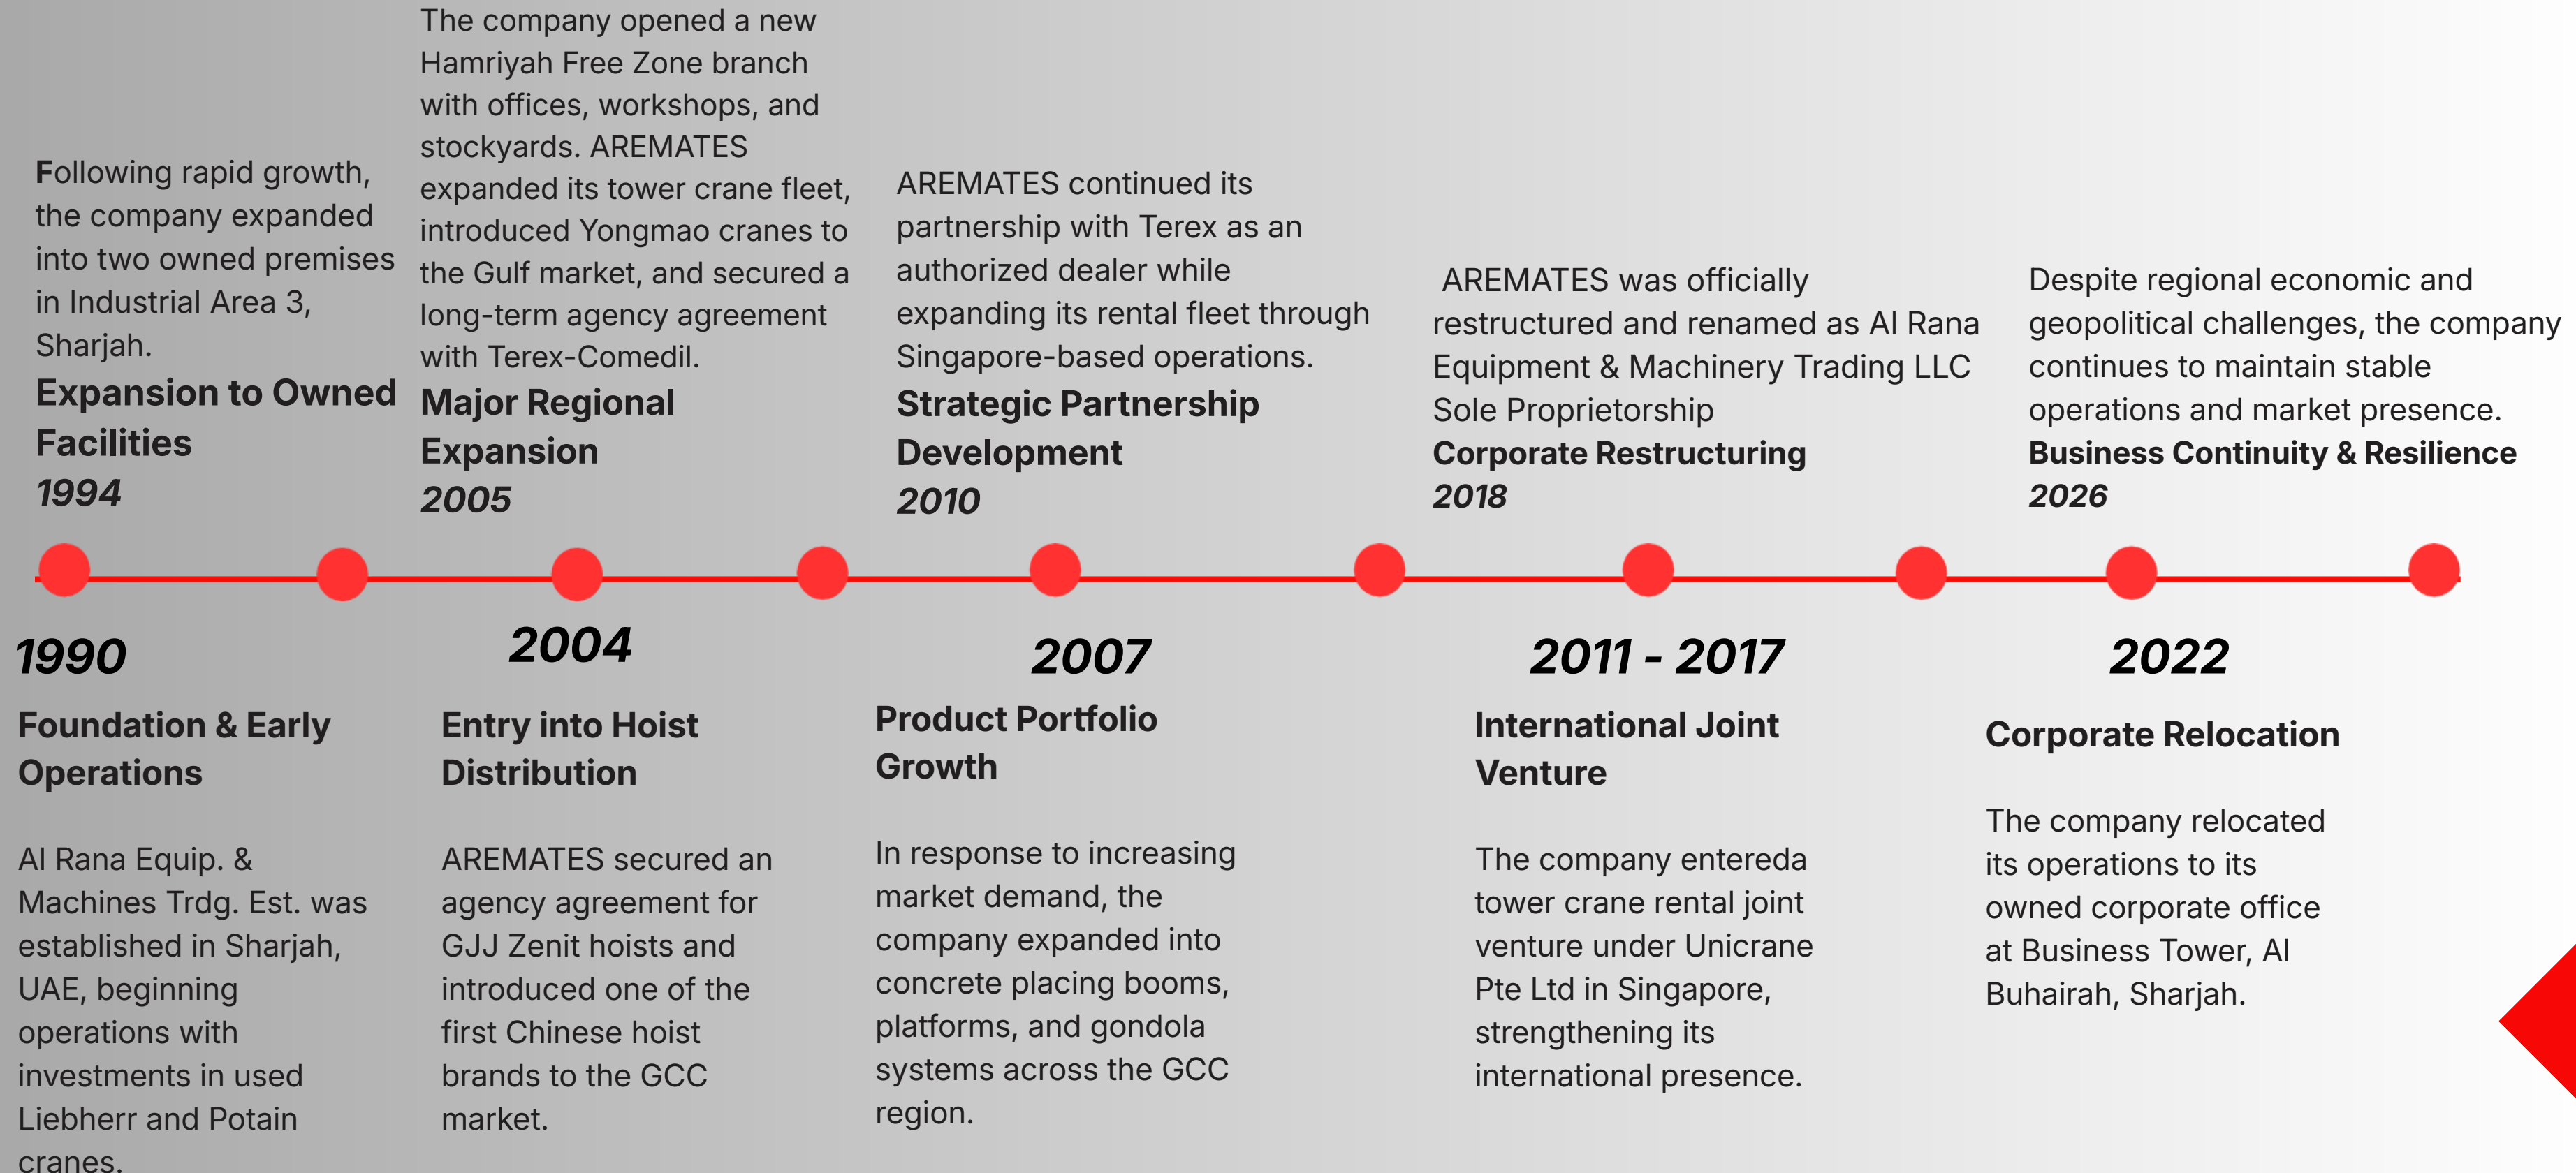 Following rapid growth,
the company expanded
into two owned premises
in Industrial Area 3,
Sharjah.
Expansion to Owned
Facilities
1994
The company opened a new
Hamriyah Free Zone branch
with offices, workshops, and
stockyards. AREMATES
expanded its tower crane fleet,
introduced Yongmao cranes to
the Gulf market, and secured a
long-term agency agreement
with Terex-Comedil.
Major Regional
Expansion
2005
AREMATES continued its
partnership with Terex as an
authorized dealer while
expanding its rental fleet through
Singapore-based operations.
Strategic Partnership
Development
2010
AREMATES was officially
restructured and renamed as Al Rana
Equipment & Machinery Trading LLC
Sole Proprietorship
Corporate Restructuring
2018
Despite regional economic and
geopolitical challenges, the company
continues to maintain stable
operations and market presence.
Business Continuity & Resilience
2026
1990
Foundation & Early
Operations
Al Rana Equip. &
Machines Trdg. Est. was
established in Sharjah,
UAE, beginning
operations with
investments in used
Liebherr and Potain
cranes.
2004
Entry into Hoist
Distribution
AREMATES secured an
agency agreement for
GJJ Zenit hoists and
introduced one of the
first Chinese hoist
brands to the GCC
market.
2007
Product Portfolio
Growth
In response to increasing
market demand, the
company expanded into
concrete placing booms,
platforms, and gondola
systems across the GCC
region.
2011 - 2017
International Joint
Venture
The company entereda
tower crane rental joint
venture under Unicrane
Pte Ltd in Singapore,
strengthening its
international presence.
2022
Corporate Relocation
The company relocated
its operations to its
owned corporate office
at Business Tower, Al
Buhairah, Sharjah.